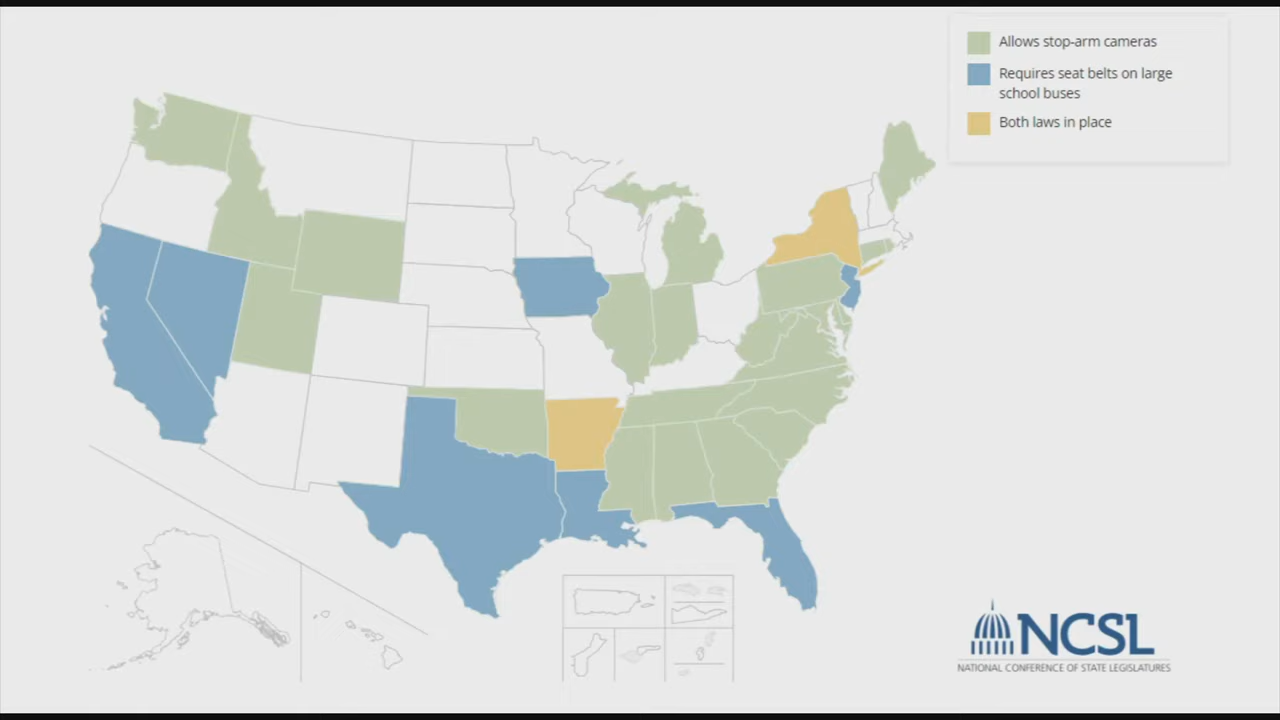 Allows stop-arm cameras
Requires seat belts on large
school buses
Both laws in place
NCSL
NATIONAL CONFERENCE OF STATE LEGISLATURES